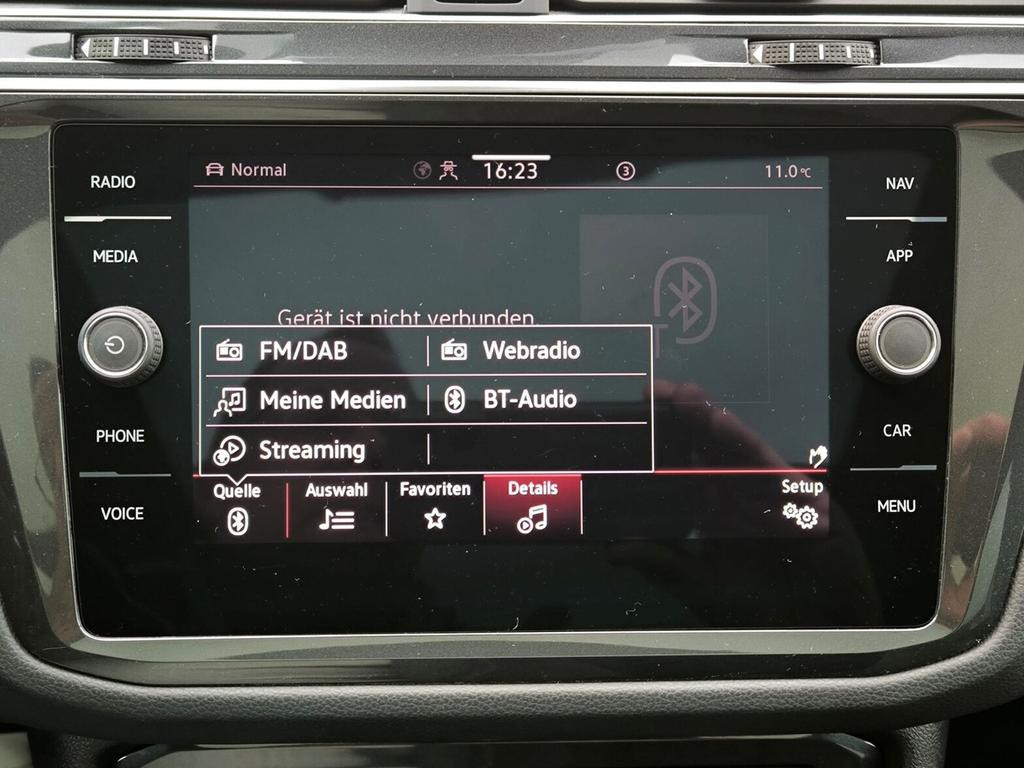 RADIO
MEDIA
PHONE
VOICE
Normal
16:23
3
11.0°C
Gerät ist nicht verbunden.
FM/DAB
Webradio
Meine Medien
BT-Audio
Streaming
Quelle
Auswahl
Favoriten
Details
Setup
NAV
APP
CAR
MENU